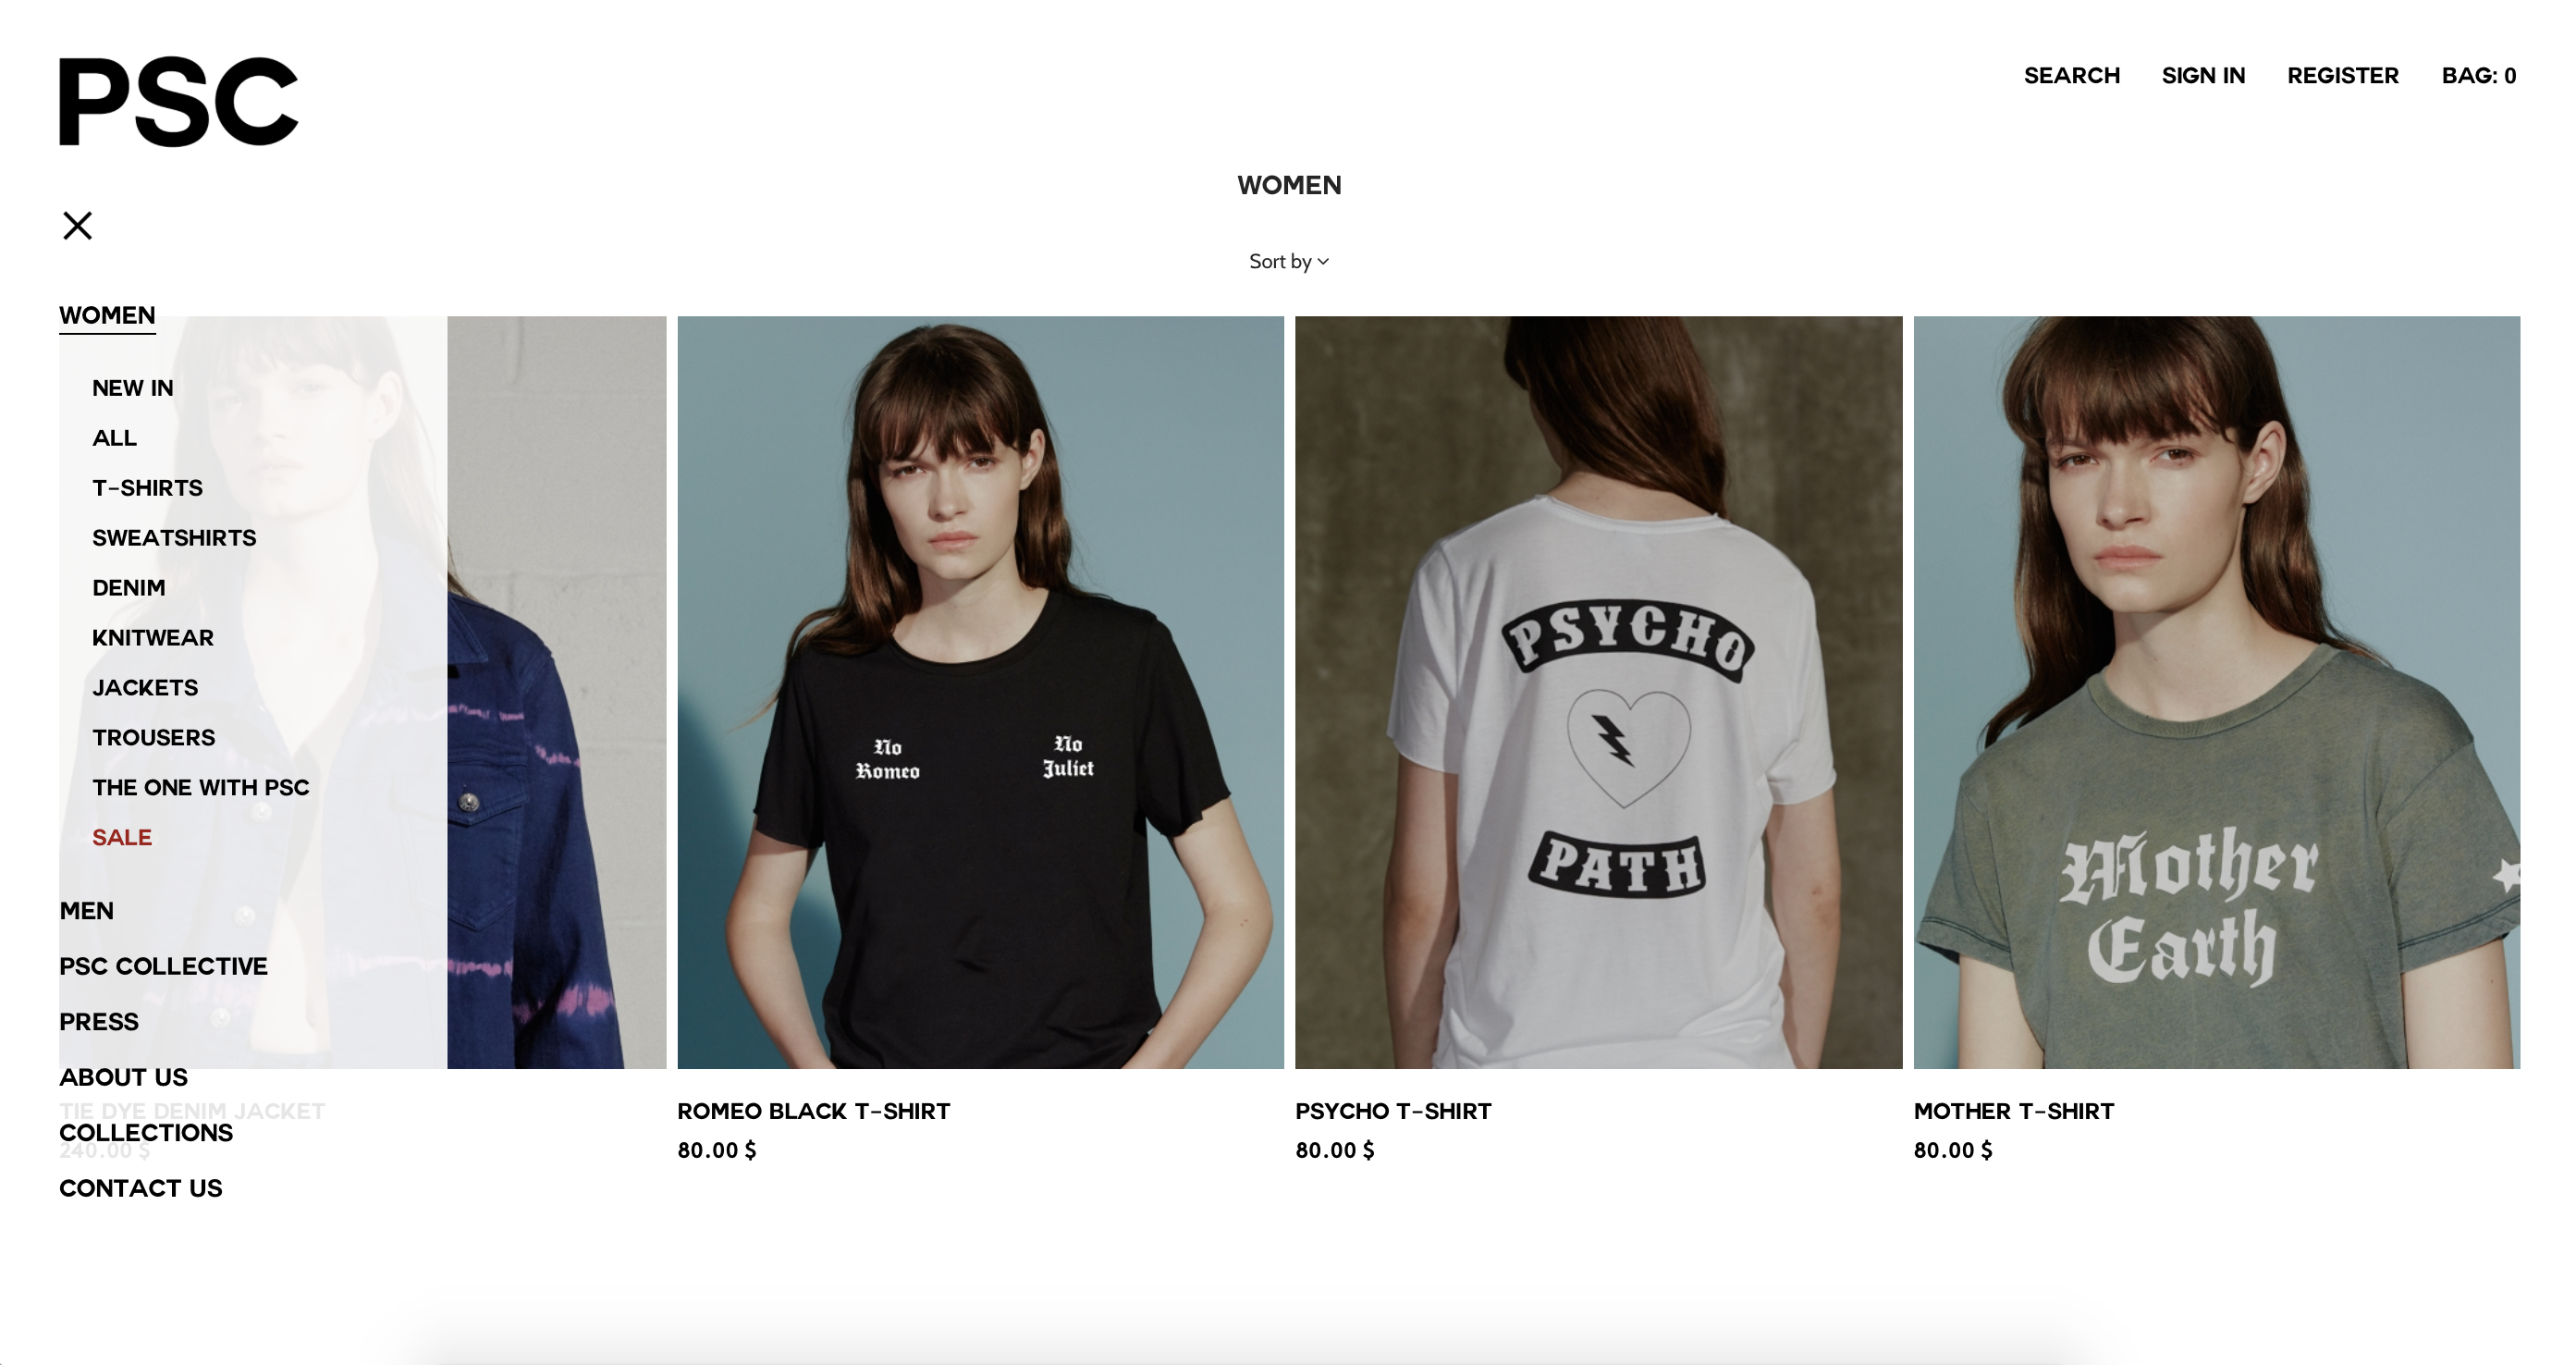 PSC
SEARCH SIGN IN REGISTER BAG: 0
WOMEN
Sort by
WOMEN
NEW IN
ALL
T-SHIRTS
SWEATSHIRTS
DENIM
KNITWEAR
JACKETS
TROUSERS
THE ONE WITH PSC
SALE
MEN
PSC COLLECTIVE
PRESS
ABOUT US
COLLECTIONS
CONTACT US
TIE DYE DENIM JACKET
240.00 $
No
Romeo
No
Juliet
ROMEO BLACK T-SHIRT
80.00 $
PSYCHO
PATH
PSYCHO T-SHIRT
80.00 $
Mother
Earth
MOTHER T-SHIRT
80.00 $